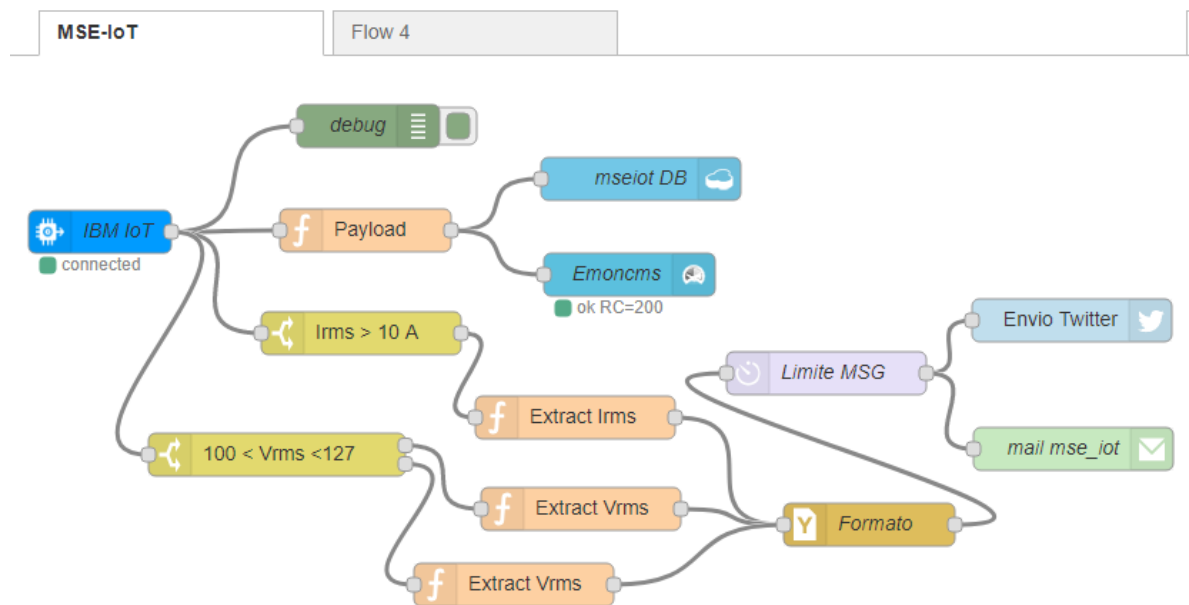 MSE-IoT
Flow 4
debug
mseiot DB
IBM IoT
Payload
connected
Emoncms
ok RC=200
Irms > 10 A
Envio Twitter
Limite MSG
Extract Irms
100 < Vrms <127
mail mse_iot
Extract Vrms
Formato
Extract Vrms